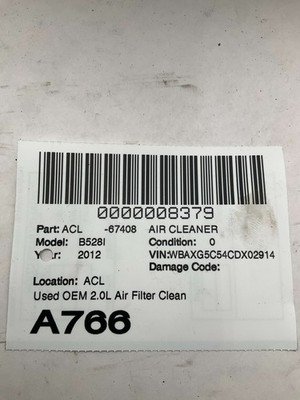 0000008379
Part: ACL -67408 AIR CLEANER
Model: B528I Condition: 0
Year: 2012 VIN:WBAXG5C54CDX02914
Damage Code:
Location: ACL
Used OEM 2.0L Air Filter Clean
A766